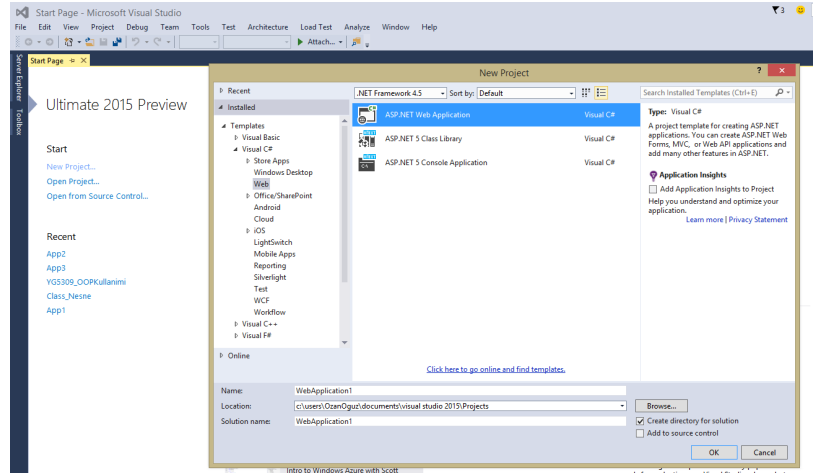 Start Page - Microsoft Visual Studio
3
File Edit View Project Debug Team Tools Test Architecture Load Test Analyze Window Help
Attach...
Server Explorer
Toolbox
Start Page
Ultimate 2015 Preview
Start
New Project...
Open Project...
Open from Source Control...
Recent
App2
App3
YG5309_OOPKullanimi
Class_Nesne
App1
New Project
? ×
Recent
Installed
Templates
Visual Basic
Visual C#
Store Apps
Windows Desktop
Web
Office/SharePoint
Android
Cloud
iOS
LightSwitch
Mobile Apps
Reporting
Silverlight
Test
WCF
Workflow
Visual C++
Visual F#
Online
.NET Framework 4.5 Sort by: Default
ASP.NET Web Application Visual C#
ASP.NET 5 Class Library Visual C#
ASP.NET 5 Console Application Visual C#
Click here to go online and find templates.
Search Installed Templates (Ctrl+E)
Type: Visual C#
A project template for creating ASP.NET
applications. You can create ASP.NET Web
Forms, MVC, or Web API applications and
add many other features in ASP.NET.
Application Insights
Add Application Insights to Project
Help you understand and optimize your
application.
Learn more | Privacy Statement
Name: WebApplication1
Location: c:\users\OzanOguz\documents\visual studio 2015\Projects
Browse...
Solution name: WebApplication1
Create directory for solution
Add to source control
OK Cancel
Intro to Windows Azure with Scott